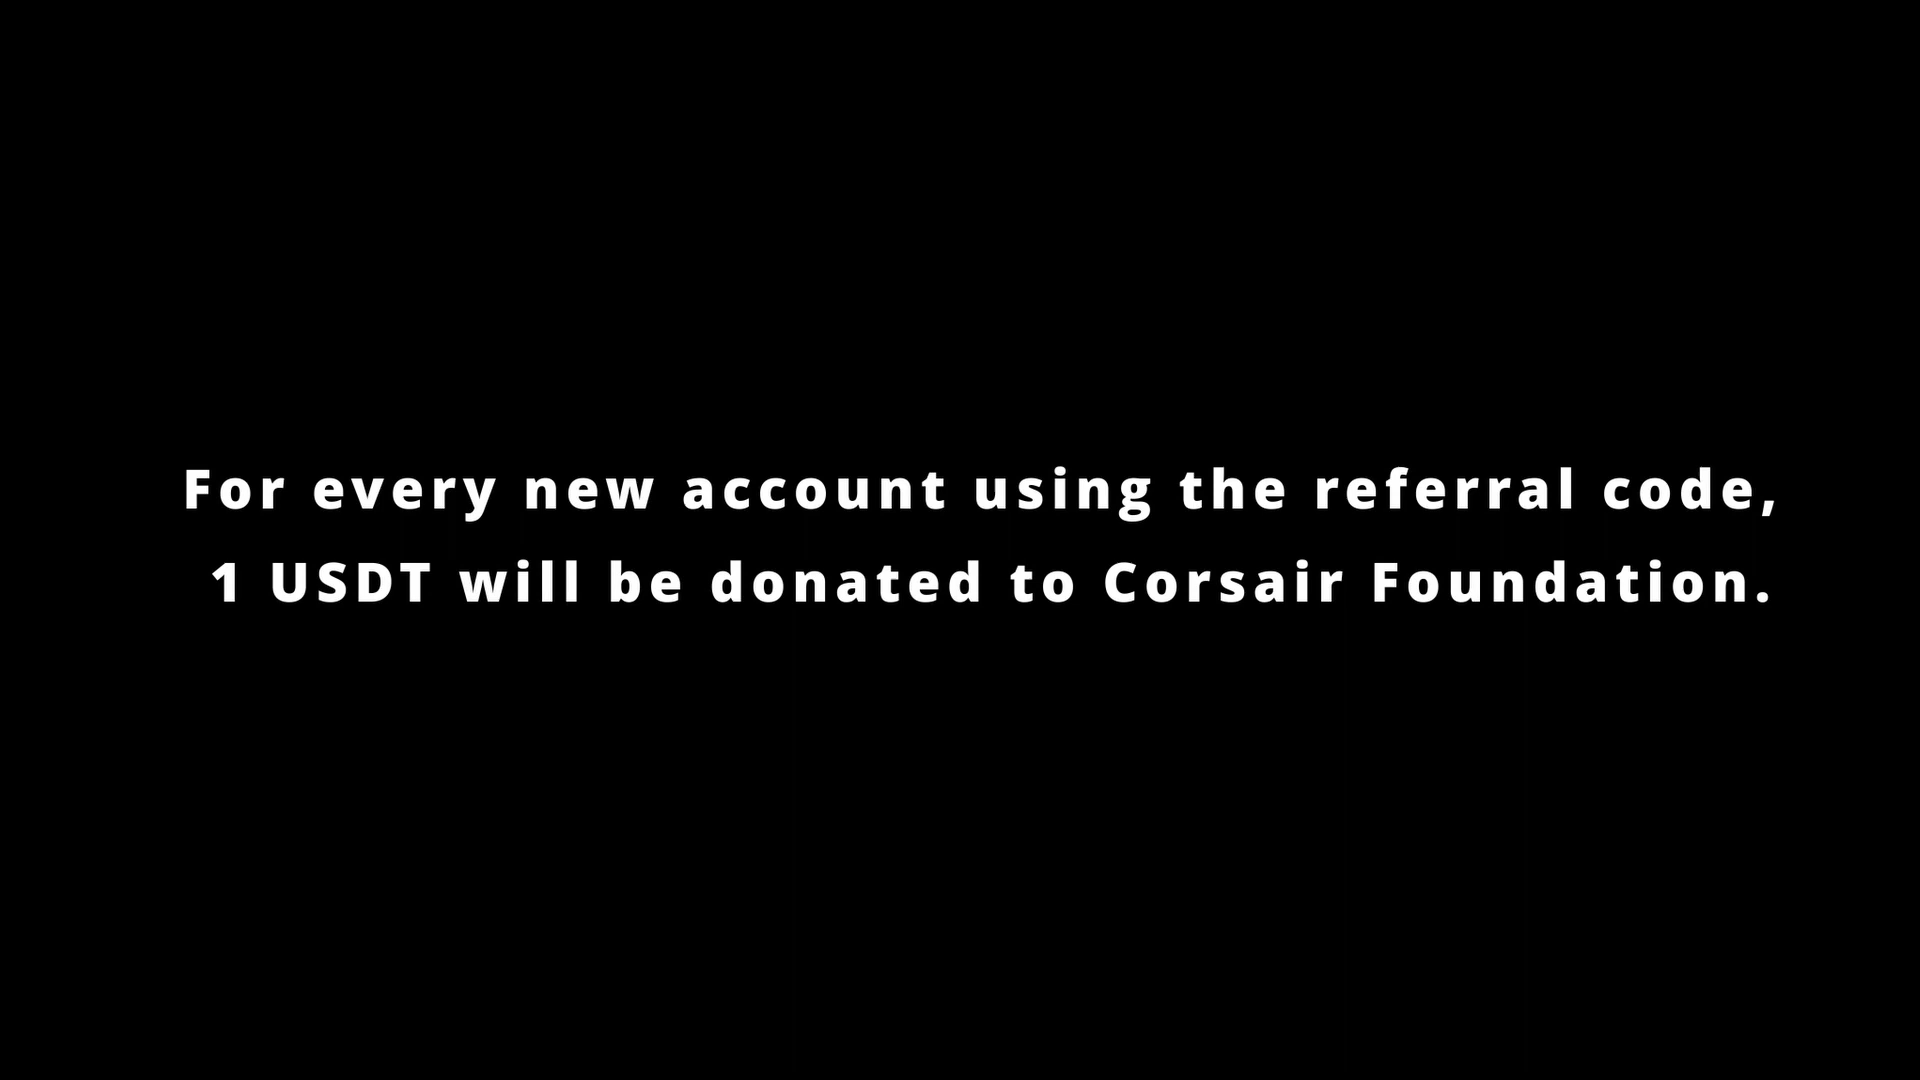 For every new account using the referral code,
1 USDT will be donated to Corsair Foundation.